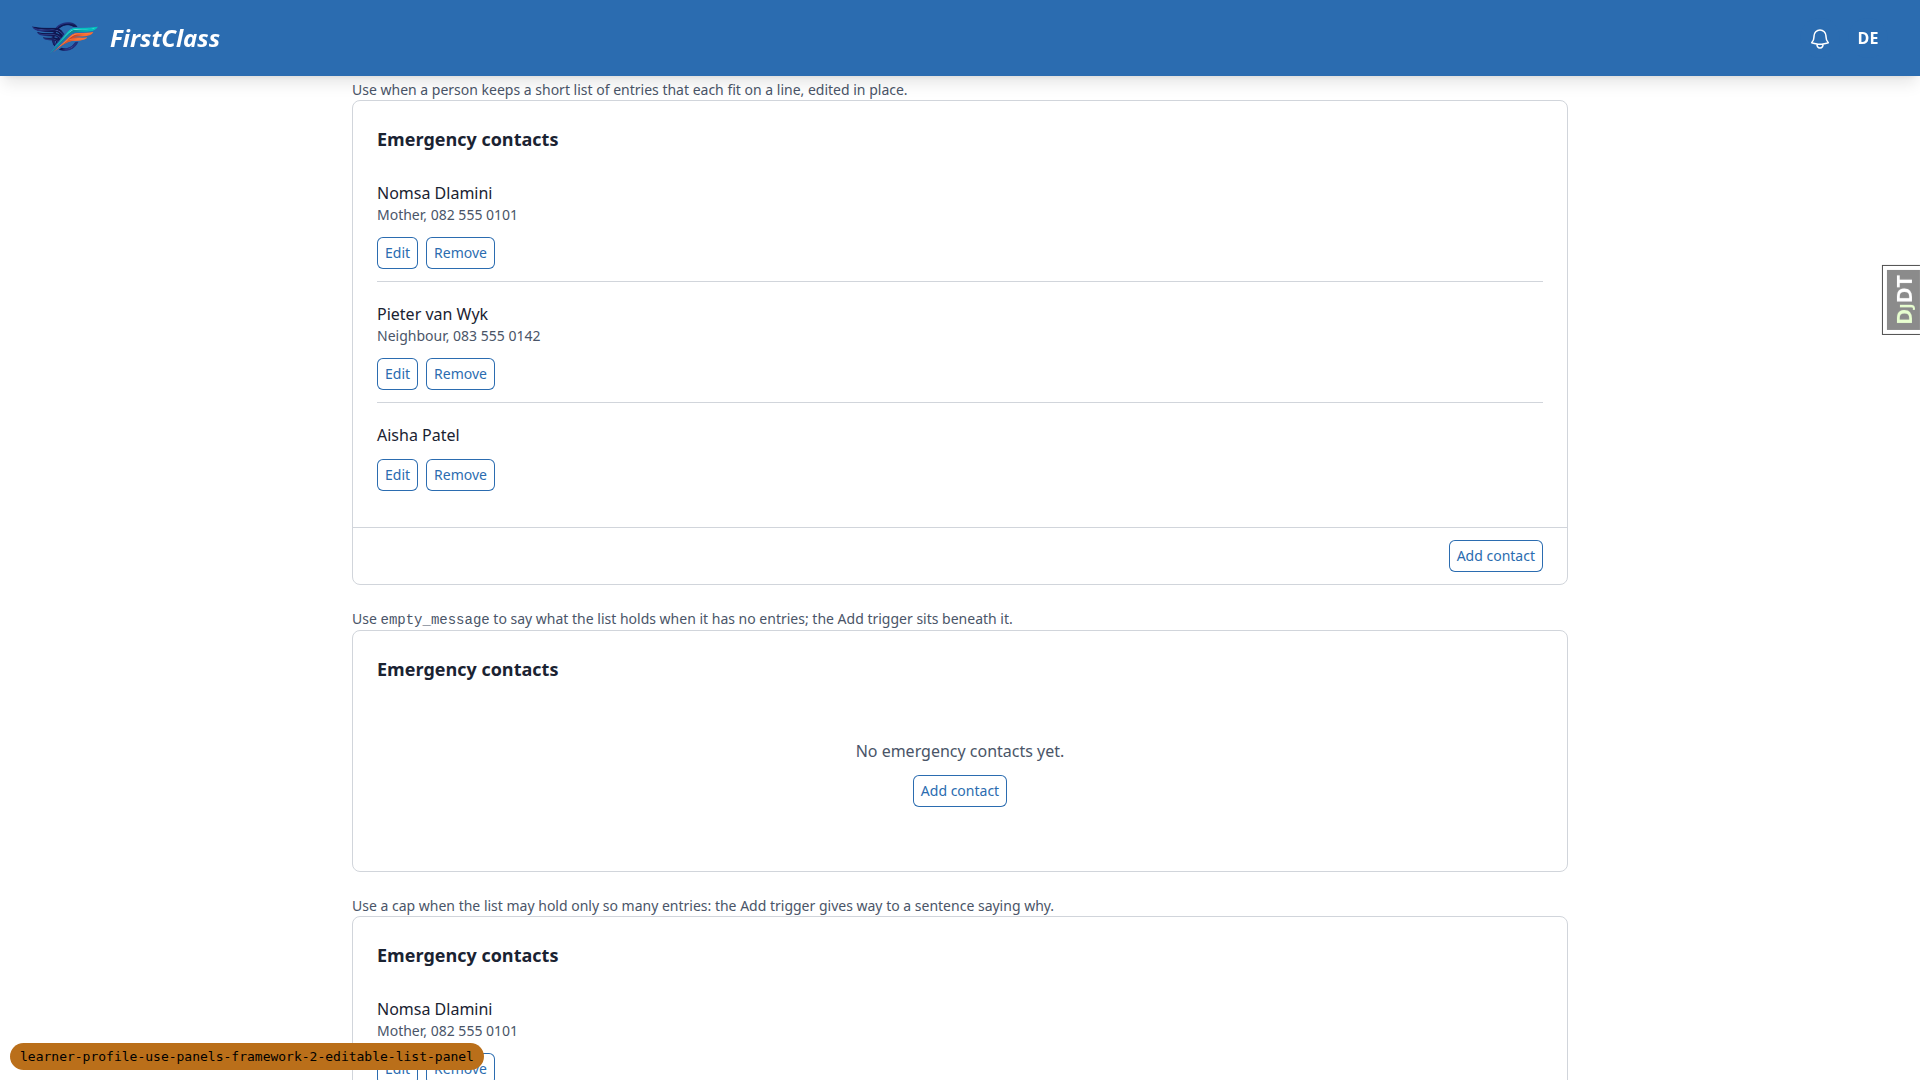 FirstClass
DE
Use when a person keeps a short list of entries that each fit on a line, edited in place.
Emergency contacts
Nomsa Dlamini
Mother, 082 555 0101
Edit Remove
Pieter van Wyk
Neighbour, 083 555 0142
Edit Remove
Aisha Patel
Edit Remove
Add contact
DJDT
Use empty_message to say what the list holds when it has no entries; the Add trigger sits beneath it.
Emergency contacts
No emergency contacts yet.
Add contact
Use a cap when the list may hold only so many entries: the Add trigger gives way to a sentence saying why.
Emergency contacts
Nomsa Dlamini
Mother, 082 555 0101
Edit Remove
learner-profile-use-panels-framework-2-editable-list-panel